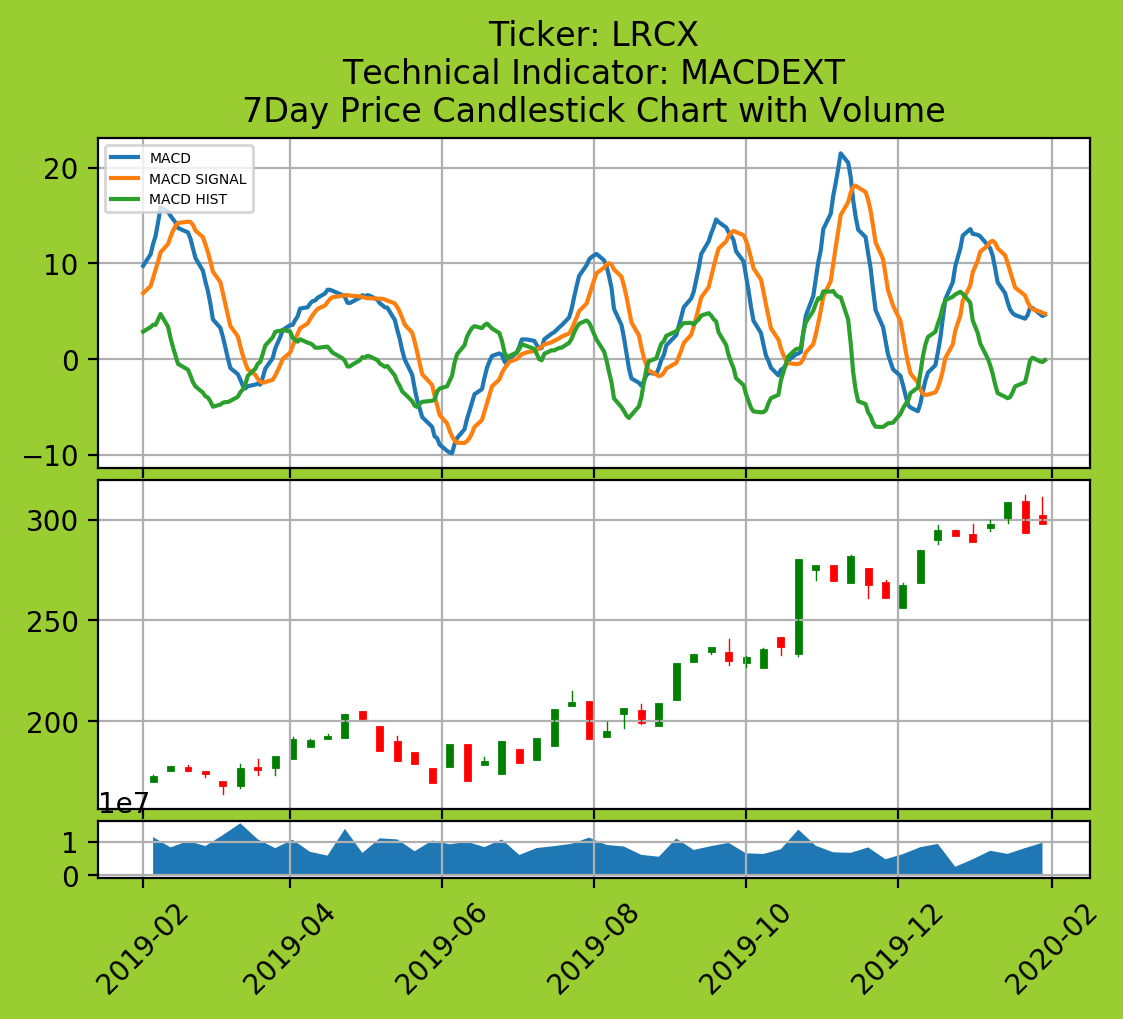 Ticker: LRCX
Technical Indicator: MACDEXT
7Day Price Candlestick Chart with Volume
MACD
MACD SIGNAL
MACD HIST
20
10
0
−10
300
250
200
1e7
1
0
2019-02
2019-04
2019-06
2019-08
2019-10
2019-12
2020-02